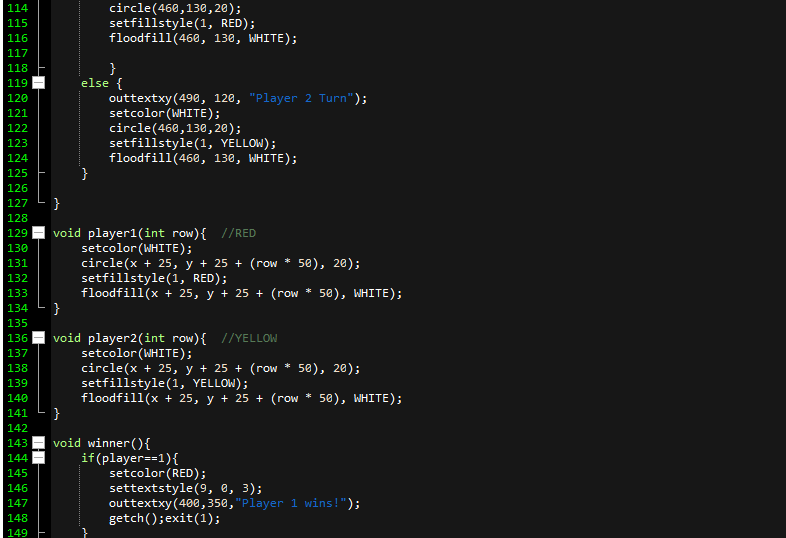 114 circle(460,130,20);
115 setfillstyle(1, RED);
116 floodfill(460, 130, WHITE);
117
118 }
119 else {
120 outtextxy(490, 120, "Player 2 Turn");
121 setcolor(WHITE);
122 circle(460,130,20);
123 setfillstyle(1, YELLOW);
124 floodfill(460, 130, WHITE);
125 }
126
127 }
128
129 void player1(int row){ //RED
130 setcolor(WHITE);
131 circle(x + 25, y + 25 + (row * 50), 20);
132 setfillstyle(1, RED);
133 floodfill(x + 25, y + 25 + (row * 50), WHITE);
134 }
135
136 void player2(int row){ //YELLOW
137 setcolor(WHITE);
138 circle(x + 25, y + 25 + (row * 50), 20);
139 setfillstyle(1, YELLOW);
140 floodfill(x + 25, y + 25 + (row * 50), WHITE);
141 }
142
143 void winner(){
144 if(player==1){
145 setcolor(RED);
146 settextstyle(9, 0, 3);
147 outtextxy(400,350,"Player 1 wins!");
148 getch();exit(1);
149 }